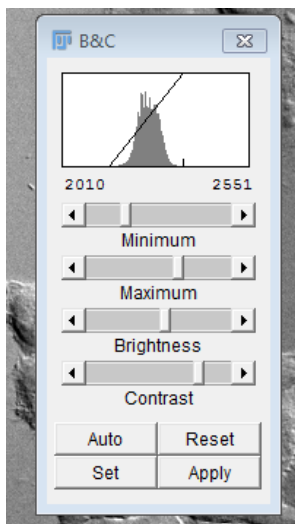 B&C
2010 2551
Minimum
Maximum
Brightness
Contrast
Auto Reset
Set Apply